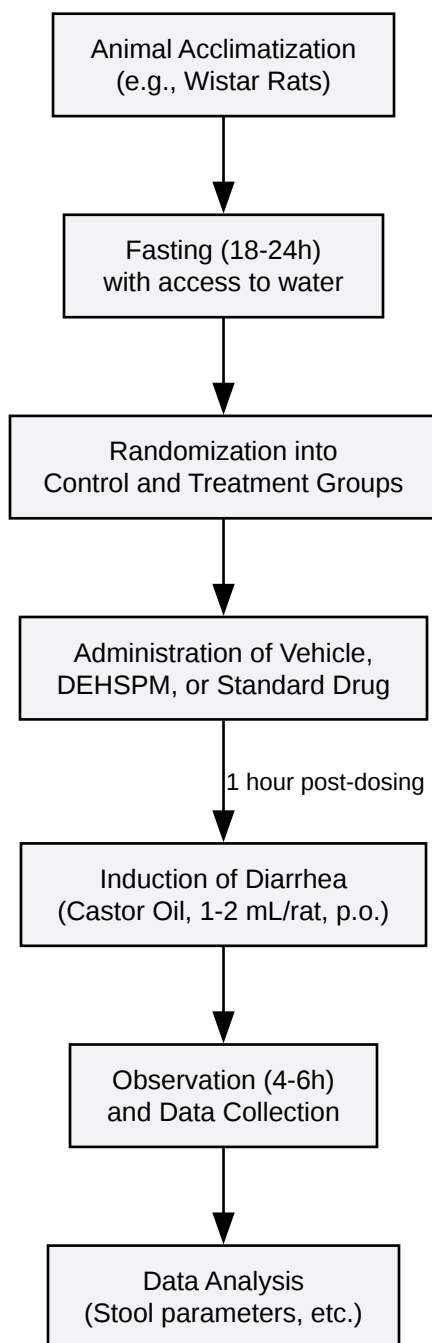 Animal Acclimatization
(e.g., Wistar Rats)
Fasting (18-24h)
with access to water
Randomization into
Control and Treatment Groups
Administration of Vehicle,
DEHSPM, or Standard Drug
1 hour post-dosing
Induction of Diarrhea
(Castor Oil, 1-2 mL/rat, p.o.)
Observation (4-6h)
and Data Collection
Data Analysis
(Stool parameters, etc.)